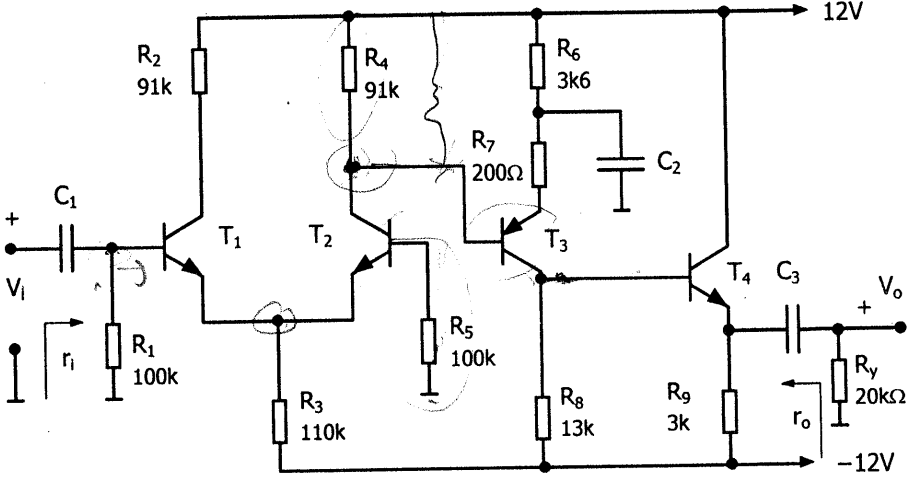 12V
R2
91k
R4
91k
R6
3k6
R7
200Ω
C2
C1
+
T1
T2
T3
T4
C3
Vo
+
Vi
ri
R1
100k
R5
100k
R3
110k
R8
13k
R9
3k
ro
Ry
20kΩ
−12V